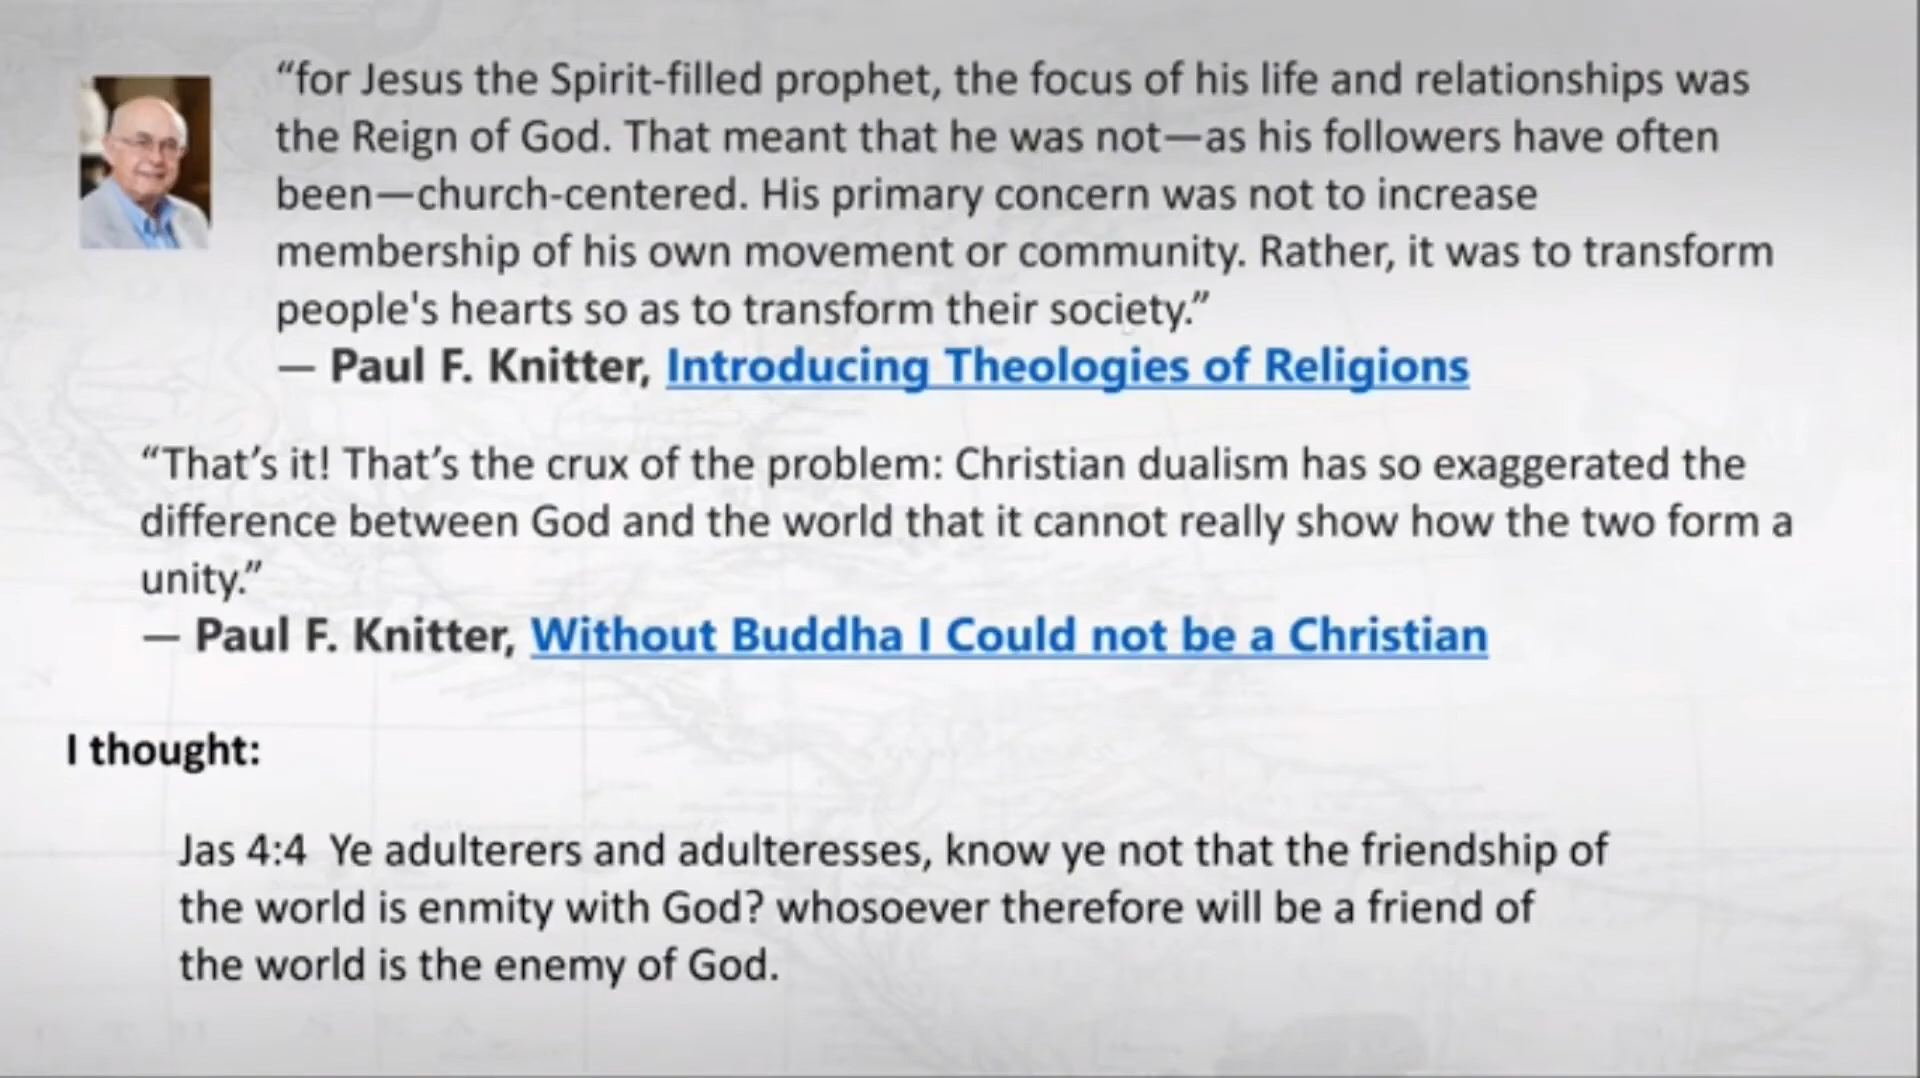 “for Jesus the Spirit-filled prophet, the focus of his life and relationships was
the Reign of God. That meant that he was not—as his followers have often
been—church-centered. His primary concern was not to increase
membership of his own movement or community. Rather, it was to transform
people's hearts so as to transform their society.”
— Paul F. Knitter, Introducing Theologies of Religions
“That’s it! That’s the crux of the problem: Christian dualism has so exaggerated the
difference between God and the world that it cannot really show how the two form a
unity.”
— Paul F. Knitter, Without Buddha I Could not be a Christian
I thought:
Jas 4:4  Ye adulterers and adulteresses, know ye not that the friendship of
the world is enmity with God? whosoever therefore will be a friend of
the world is the enemy of God.